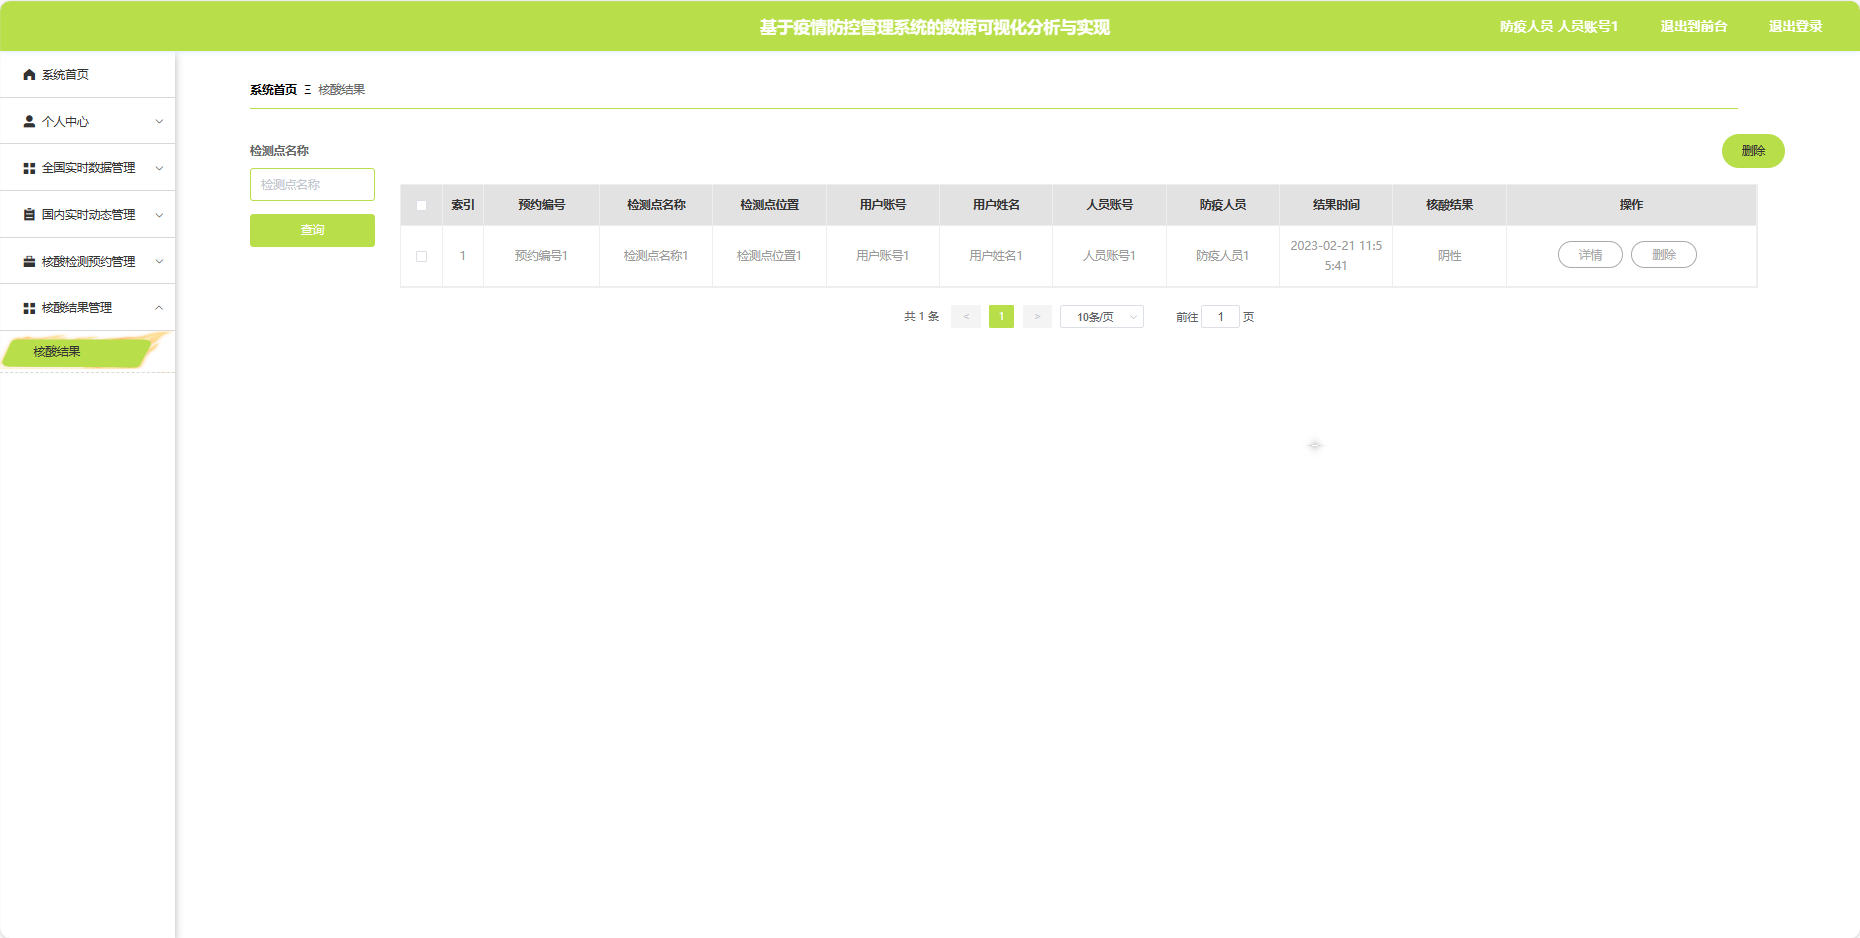 基于疫情防控管理系统的数据可视化分析与实现
防疫人员 人员账号1
退出到前台
退出登录
系统首页
个人中心
全国实时数据管理
国内实时动态管理
核酸检测预约管理
核酸结果管理
核酸结果
系统首页 Ξ 核酸结果
检测点名称
检测点名称
查询
删除
索引 预约编号 检测点名称 检测点位置 用户账号 用户姓名 人员账号 防疫人员 结果时间 核酸结果 操作
1 预约编号1 检测点名称1 检测点位置1 用户账号1 用户姓名1 人员账号1 防疫人员1 2023-02-21 11:5
5:41 阴性 详情 删除
共 1 条 < 1 > 10条/页 前往 1 页